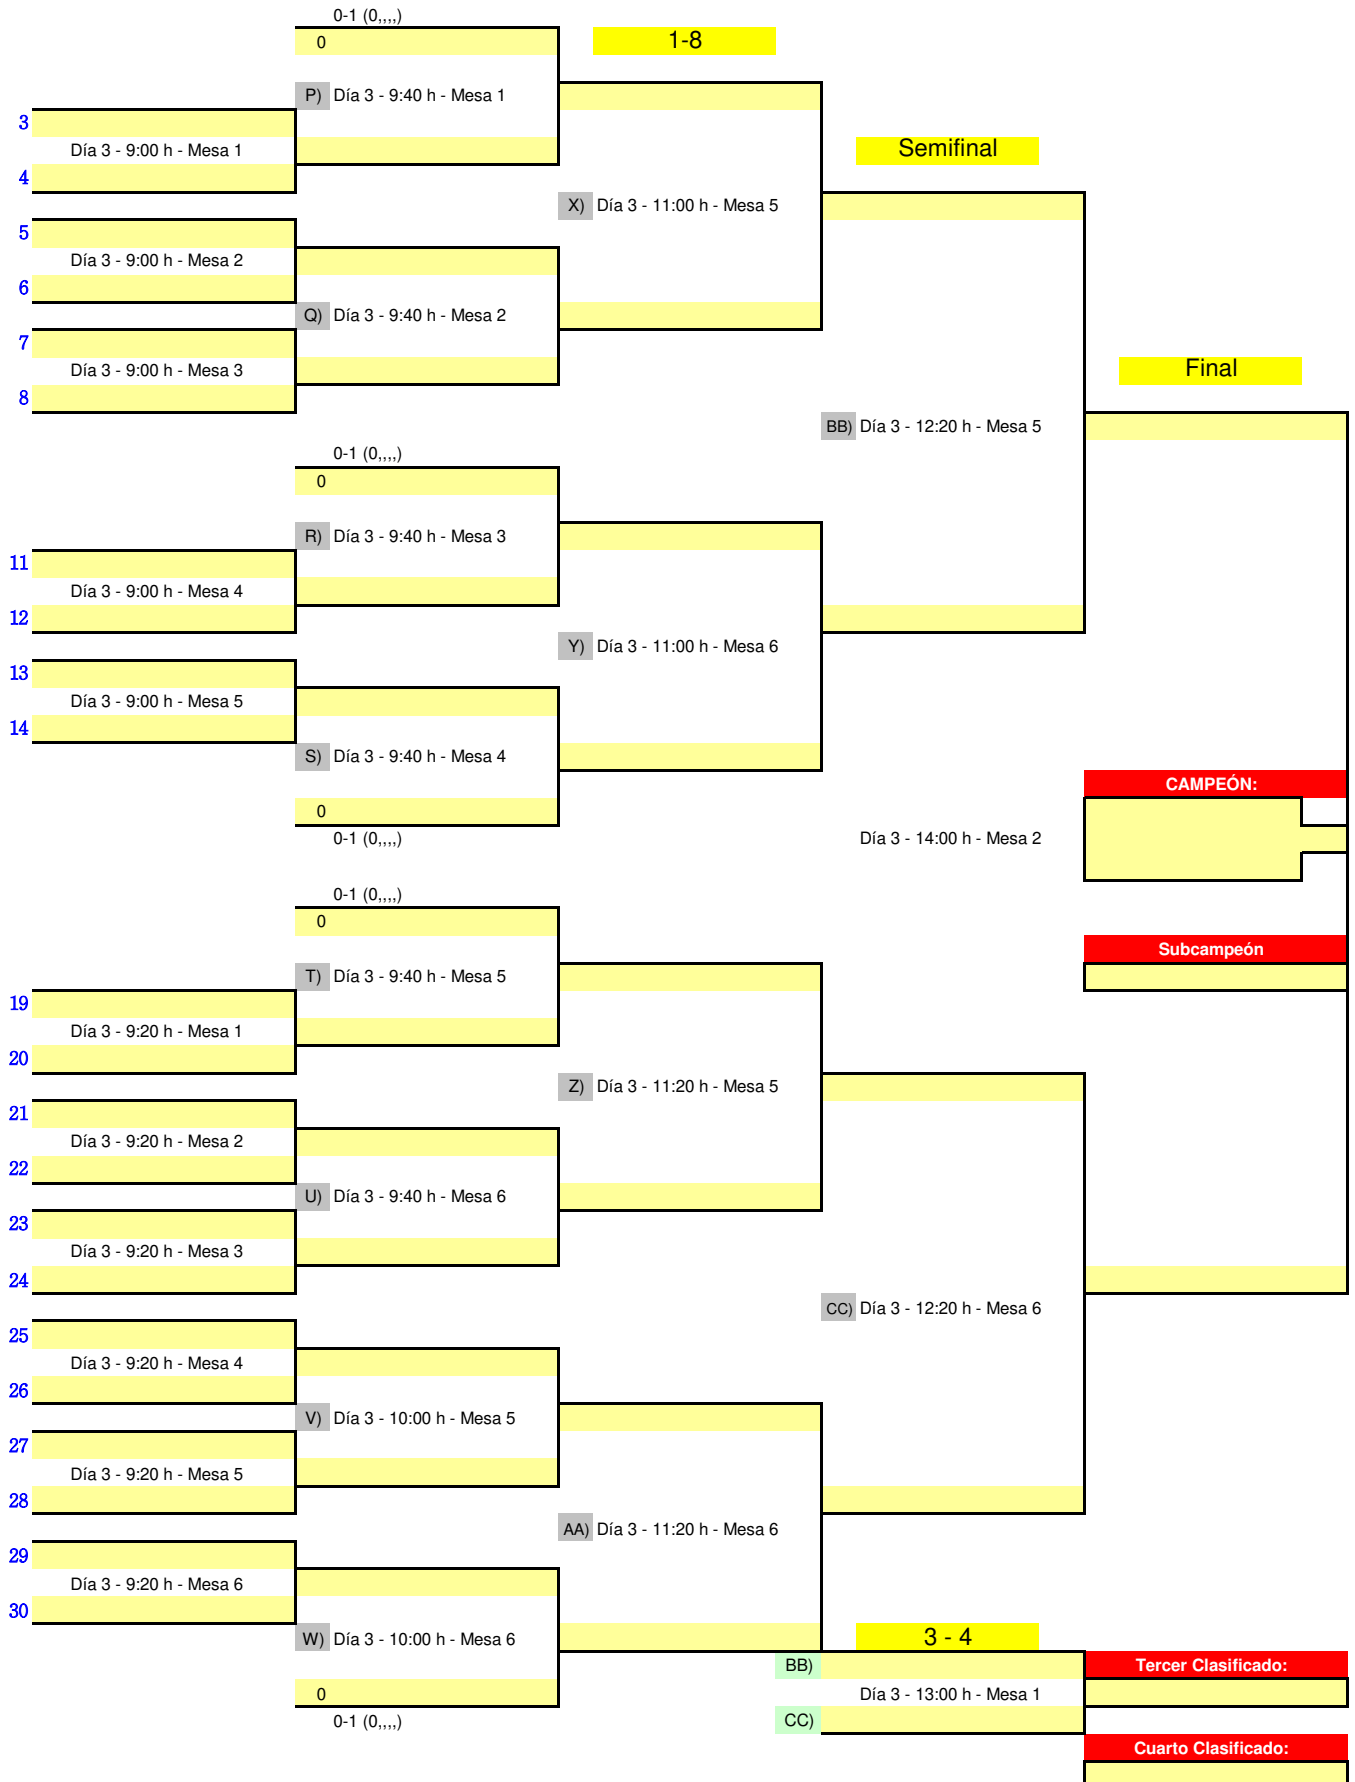 0-1 (0,,,,)
0
1-8
P) Día 3 - 9:40 h - Mesa 1
3
Día 3 - 9:00 h - Mesa 1
Semifinal
4
X) Día 3 - 11:00 h - Mesa 5
5
Día 3 - 9:00 h - Mesa 2
6
Q) Día 3 - 9:40 h - Mesa 2
7
Día 3 - 9:00 h - Mesa 3
Final
8
BB) Día 3 - 12:20 h - Mesa 5
0-1 (0,,,,)
0
R) Día 3 - 9:40 h - Mesa 3
11
Día 3 - 9:00 h - Mesa 4
12
Y) Día 3 - 11:00 h - Mesa 6
13
Día 3 - 9:00 h - Mesa 5
14
S) Día 3 - 9:40 h - Mesa 4
CAMPEÓN:
0
0-1 (0,,,,)
Día 3 - 14:00 h - Mesa 2
0-1 (0,,,,)
0
Subcampeón
T) Día 3 - 9:40 h - Mesa 5
19
Día 3 - 9:20 h - Mesa 1
20
Z) Día 3 - 11:20 h - Mesa 5
21
Día 3 - 9:20 h - Mesa 2
22
U) Día 3 - 9:40 h - Mesa 6
23
Día 3 - 9:20 h - Mesa 3
24
CC) Día 3 - 12:20 h - Mesa 6
25
Día 3 - 9:20 h - Mesa 4
26
V) Día 3 - 10:00 h - Mesa 5
27
Día 3 - 9:20 h - Mesa 5
28
AA) Día 3 - 11:20 h - Mesa 6
29
Día 3 - 9:20 h - Mesa 6
30
W) Día 3 - 10:00 h - Mesa 6
3 - 4
BB)
Tercer Clasificado:
0
Día 3 - 13:00 h - Mesa 1
0-1 (0,,,,)
CC)
Cuarto Clasificado: